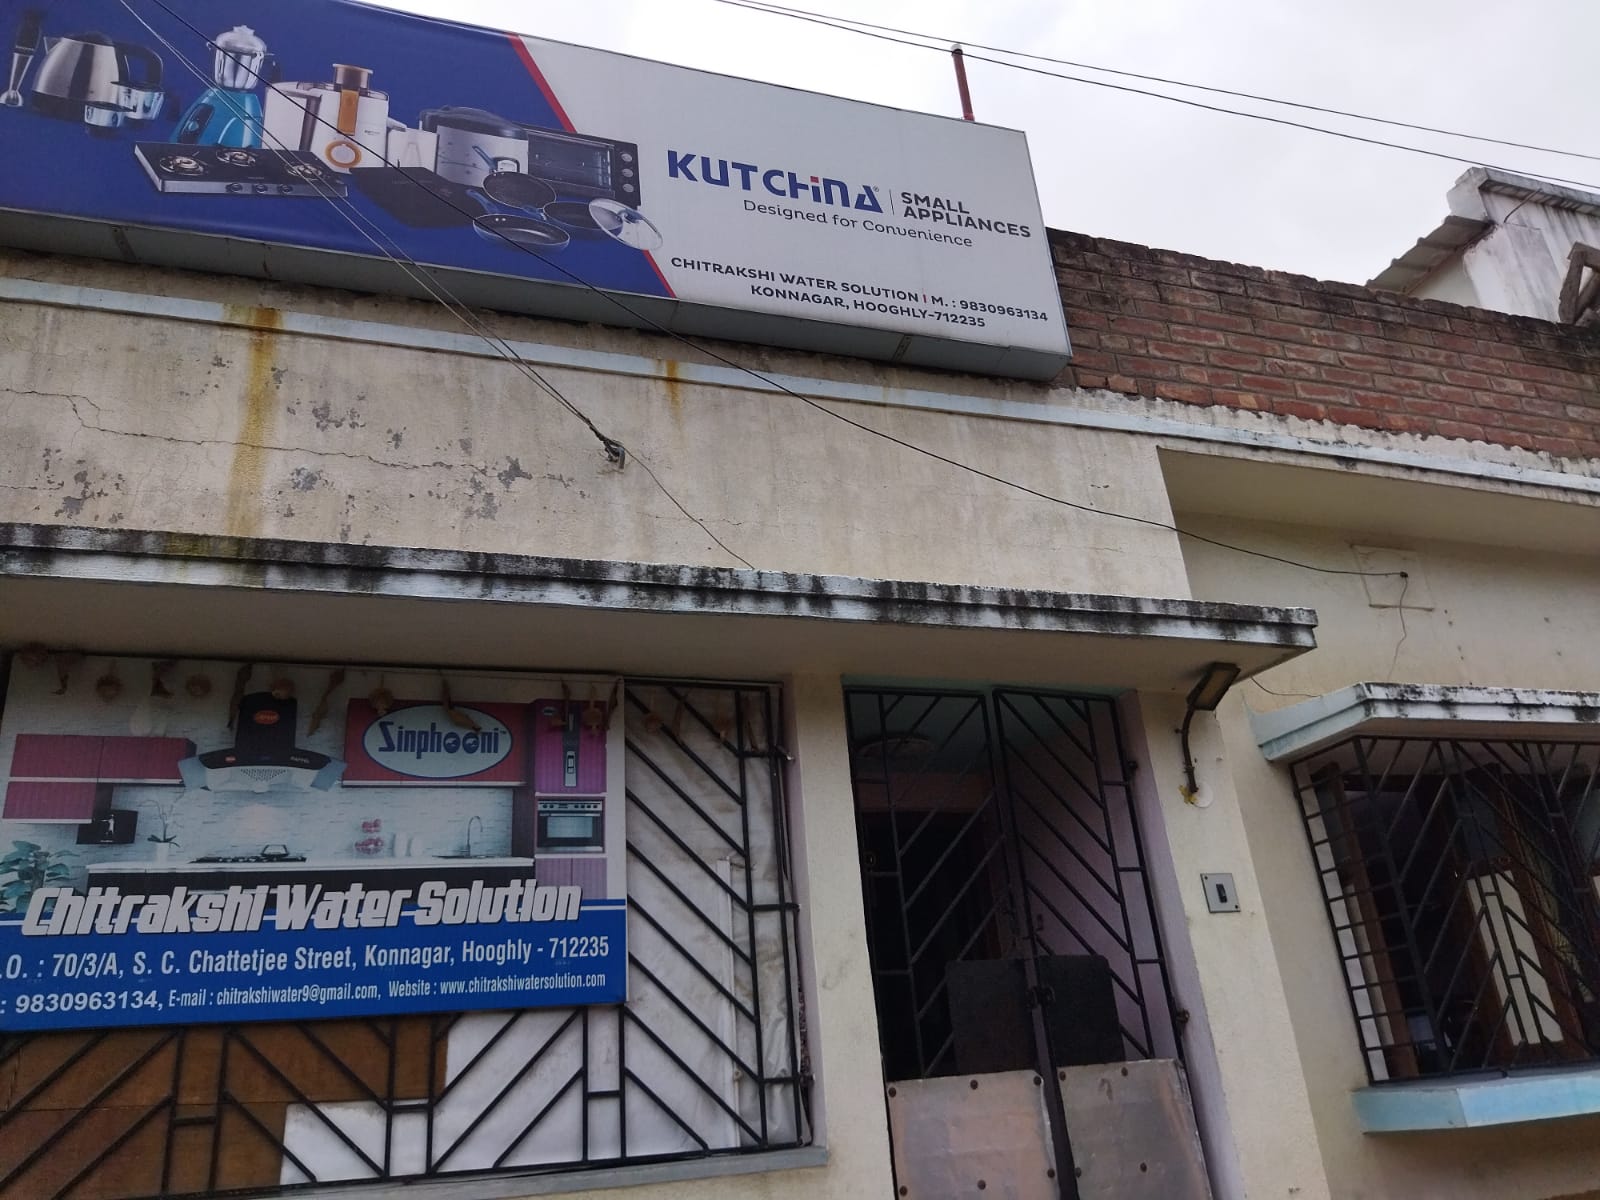 KUTCHINA
SMALL
APPLIANCES
Designed for Convenience
CHITRAKSHI WATER SOLUTION | M. : 9830963134
KONNAGAR, HOOGHLY-712235
Sinphooni™
Chitrakshi Water Solution
.O. : 70/3/A, S. C. Chattetjee Street, Konnagar, Hooghly - 712235
: 9830963134, E-mail : chitrakshiwater9@gmail.com, Website : www.chitrakshiwatersolution.com